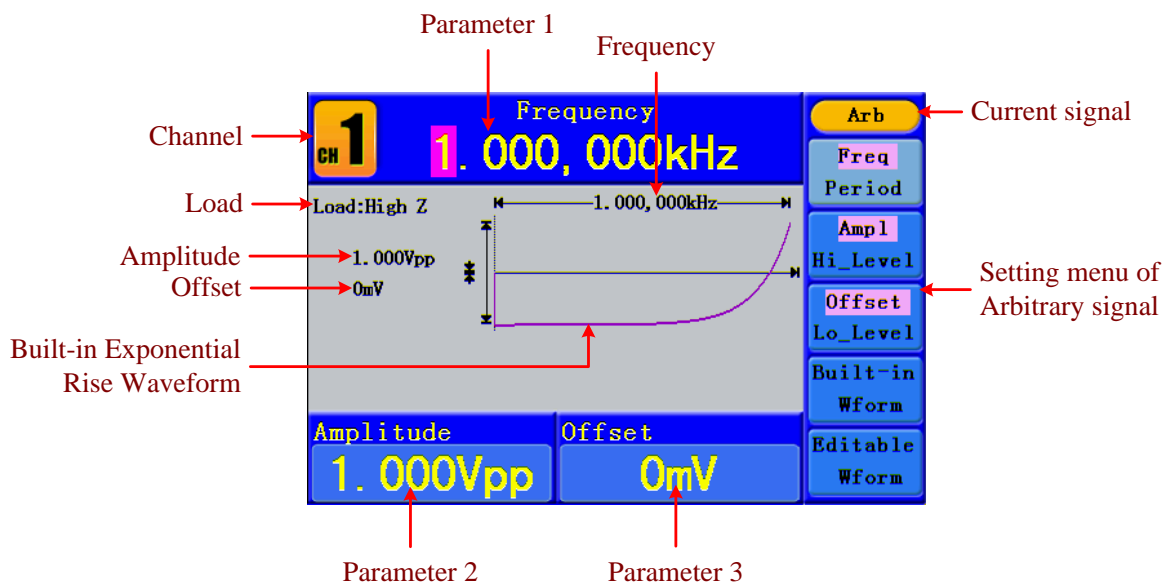 Parameter 1
Frequency
Channel
CH 1
Frequency
1.000,000kHz
Arb
Current signal
Freq
Period
Load
Load:High Z
1.000,000kHz
Ampl
Hi_Level
Amplitude
1.000Vpp
Offset
0mV
Offset
Lo_Level
Setting menu of
Arbitrary signal
Built-in Exponential
Rise Waveform
Built-in
Wform
Amplitude
1.000Vpp
Offset
0mV
Editable
Wform
Parameter 2
Parameter 3